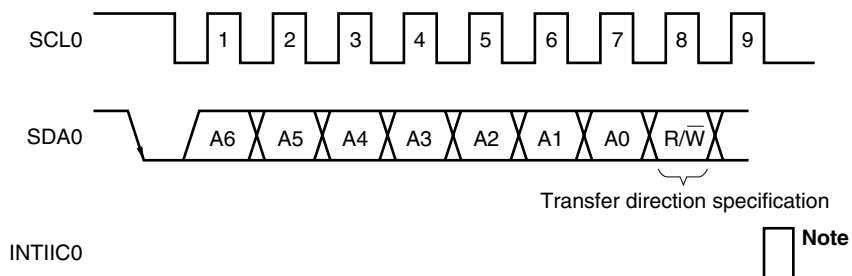 SCL0 1 2 3 4 5 6 7 8 9
SDA0 A6 A5 A4 A3 A2 A1 A0 R/W̅
Transfer direction specification
INTIIC0 Note